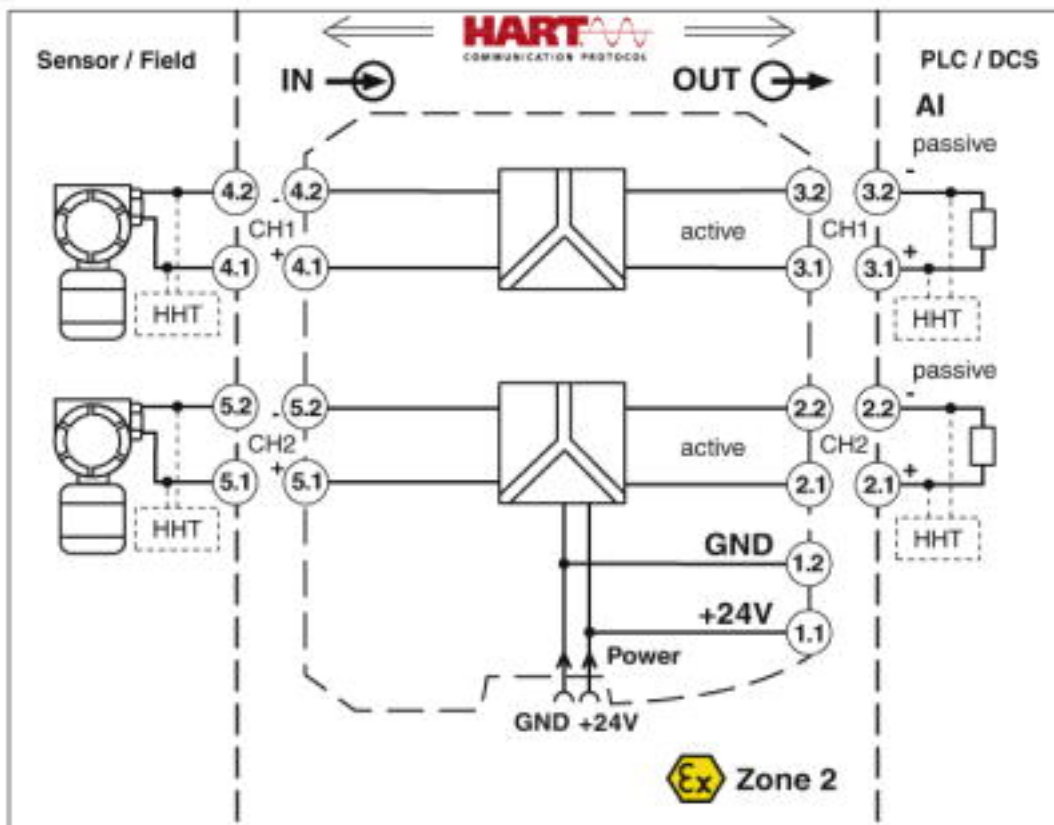 HART
COMMUNICATION PROTOCOL
Sensor / Field
PLC / DCS
IN
OUT
AI
passive
4.2
-
4.2
3.2
3.2
-
CH1
active
CH1
4.1
+
4.1
3.1
3.1
+
HHT
HHT
passive
5.2
-
5.2
2.2
2.2
-
CH2
active
CH2
5.1
+
5.1
2.1
2.1
+
HHT
HHT
GND
1.2
+24V
1.1
Power
GND +24V
Ex Zone 2